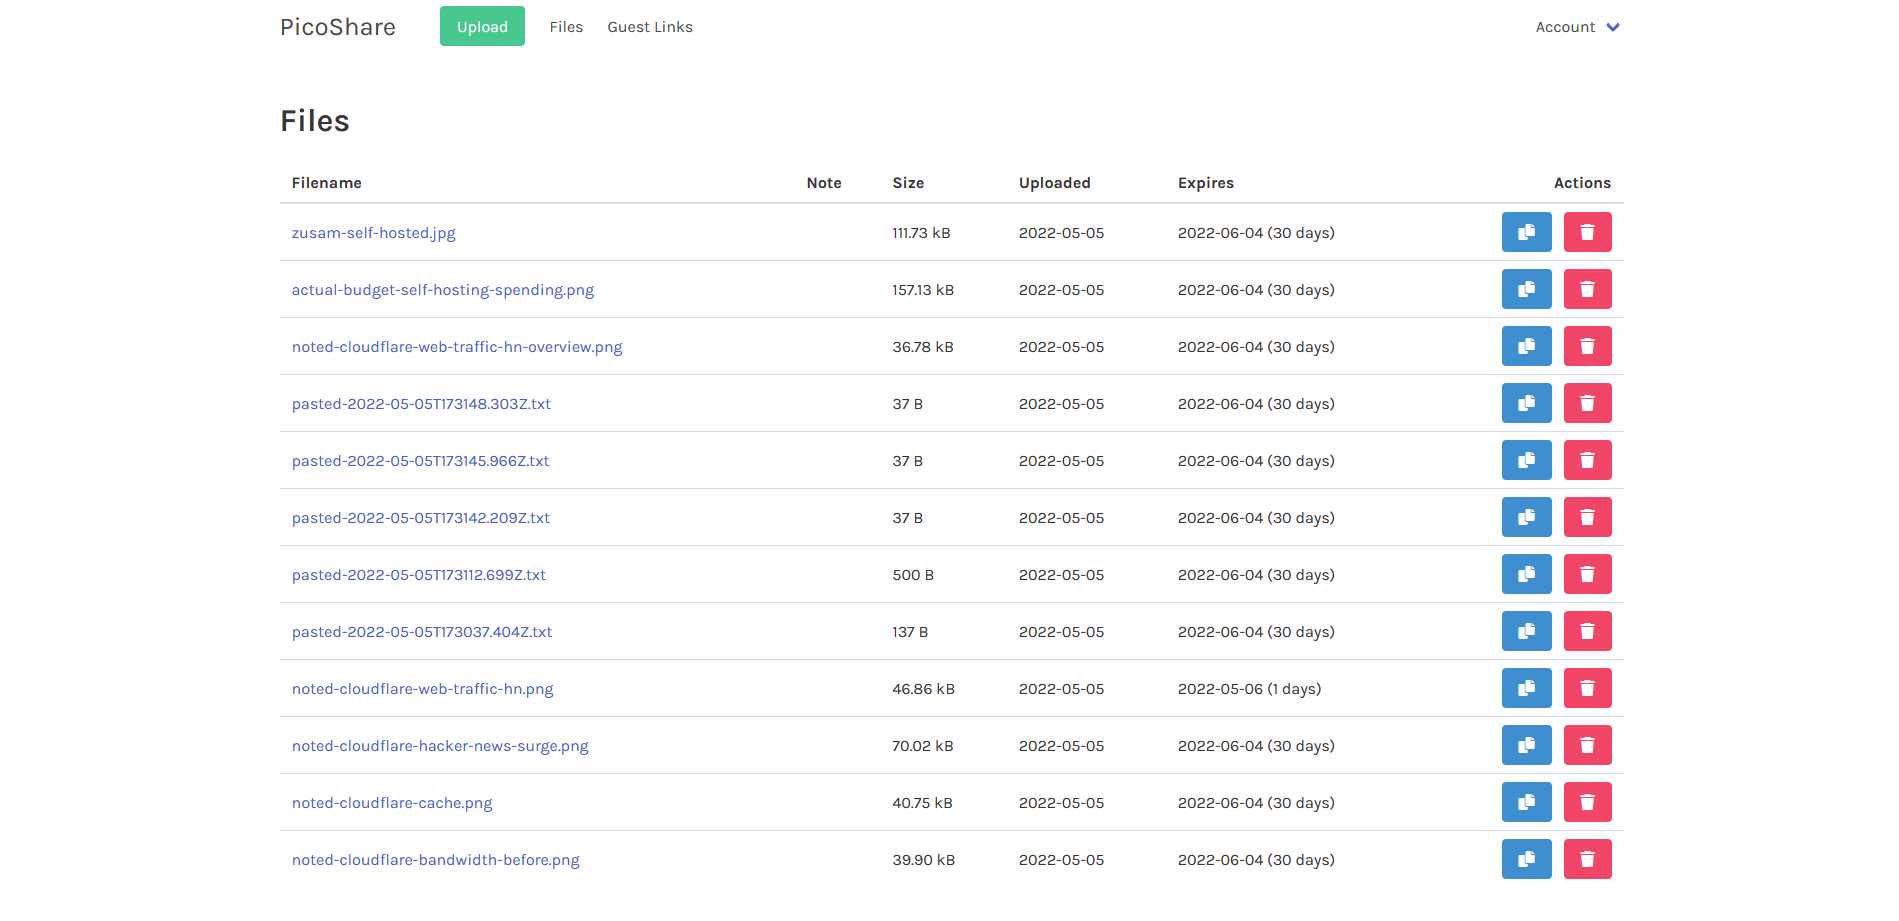 PicoShare Upload Files Guest Links Account
Files
Filename Note Size Uploaded Expires Actions
zusam-self-hosted.jpg 111.73 kB 2022-05-05 2022-06-04 (30 days)
actual-budget-self-hosting-spending.png 157.13 kB 2022-05-05 2022-06-04 (30 days)
noted-cloudflare-web-traffic-hn-overview.png 36.78 kB 2022-05-05 2022-06-04 (30 days)
pasted-2022-05-05T173148.303Z.txt 37 B 2022-05-05 2022-06-04 (30 days)
pasted-2022-05-05T173145.966Z.txt 37 B 2022-05-05 2022-06-04 (30 days)
pasted-2022-05-05T173142.209Z.txt 37 B 2022-05-05 2022-06-04 (30 days)
pasted-2022-05-05T173112.699Z.txt 500 B 2022-05-05 2022-06-04 (30 days)
pasted-2022-05-05T173037.404Z.txt 137 B 2022-05-05 2022-06-04 (30 days)
noted-cloudflare-web-traffic-hn.png 46.86 kB 2022-05-05 2022-05-06 (1 days)
noted-cloudflare-hacker-news-surge.png 70.02 kB 2022-05-05 2022-06-04 (30 days)
noted-cloudflare-cache.png 40.75 kB 2022-05-05 2022-06-04 (30 days)
noted-cloudflare-bandwidth-before.png 39.90 kB 2022-05-05 2022-06-04 (30 days)